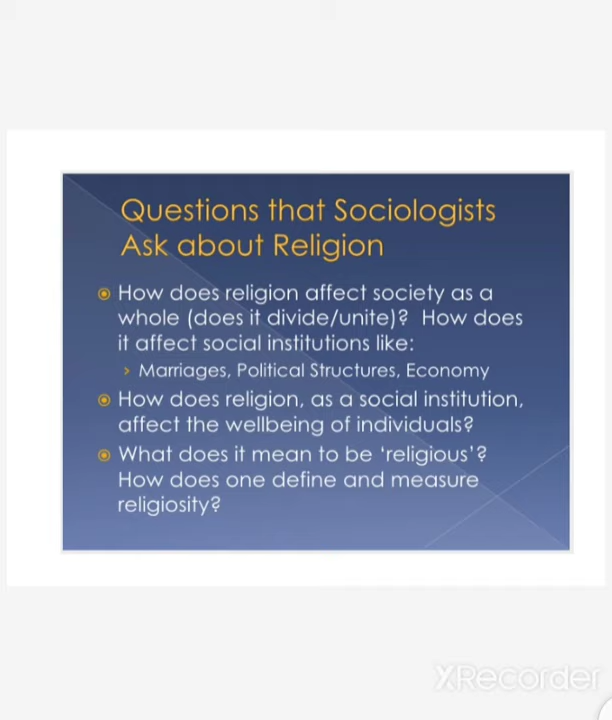 Questions that Sociologists
Ask about Religion
How does religion affect society as a
whole (does it divide/unite)? How does
it affect social institutions like:
Marriages, Political Structures, Economy
How does religion, as a social institution,
affect the wellbeing of individuals?
What does it mean to be ‘religious’?
How does one define and measure
religiosity?
XRecorder